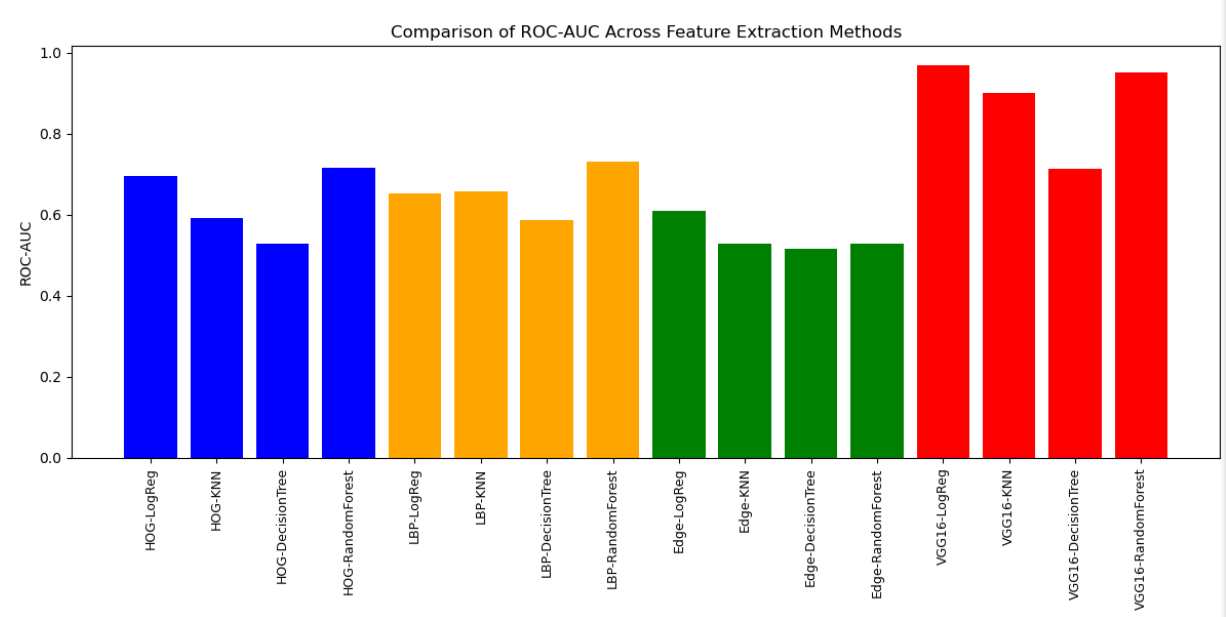 Comparison of ROC-AUC Across Feature Extraction Methods
ROC-AUC
1.0
0.8
0.6
0.4
0.2
0.0
HOG-LogReg
HOG-KNN
HOG-DecisionTree
HOG-RandomForest
LBP-LogReg
LBP-KNN
LBP-DecisionTree
LBP-RandomForest
Edge-LogReg
Edge-KNN
Edge-DecisionTree
Edge-RandomForest
VGG16-LogReg
VGG16-KNN
VGG16-DecisionTree
VGG16-RandomForest